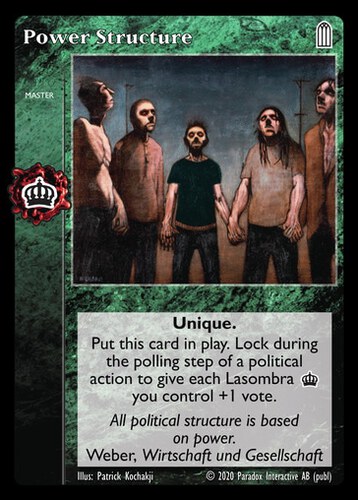 Power Structure
MASTER
Unique.
Put this card in play. Lock during
the polling step of a political
action to give each Lasombra
you control +1 vote.
All political structure is based
on power.
Weber, Wirtschaft und Gesellschaft
Illus: Patrick Kochakji © 2020 Paradox Interactive AB (publ)